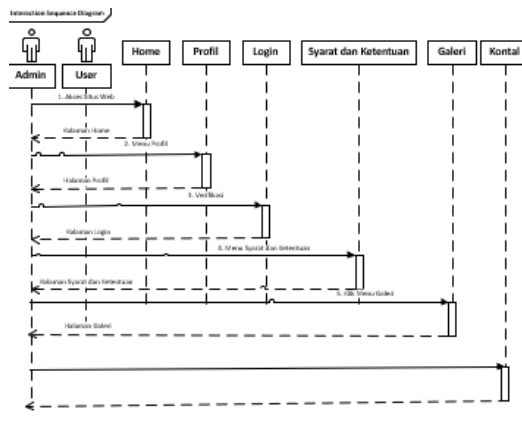 Interaction Sequence Diagram
Admin
User
Home
Profil
Login
Syarat dan Ketentuan
Galeri
Kontal
1. Akses Situs Web
Halaman Home
2. Menu Profil
Halaman Profil
3. Verifikasi
Halaman Login
4. Menu Syarat dan Ketentuan
Halaman Syarat dan Ketentuan
5. Klik Menu Galeri
Halaman Galeri